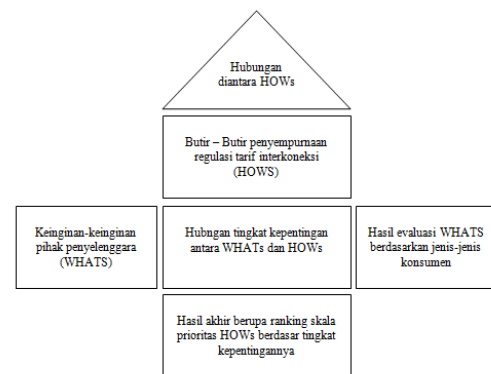 Hubungan
diantara HOWs
Butir – Butir penyempurnaan
regulasi tarif interkoneksi
(HOWS)
Keinginan-keinginan
pihak penyelenggara
(WHATS)
Hubngan tingkat kepentingan
antara WHATs dan HOWs
Hasil evaluasi WHATS
berdasarkan jenis-jenis
konsumen
Hasil akhir berupa ranking skala
prioritas HOWs berdasar tingkat
kepentingannya